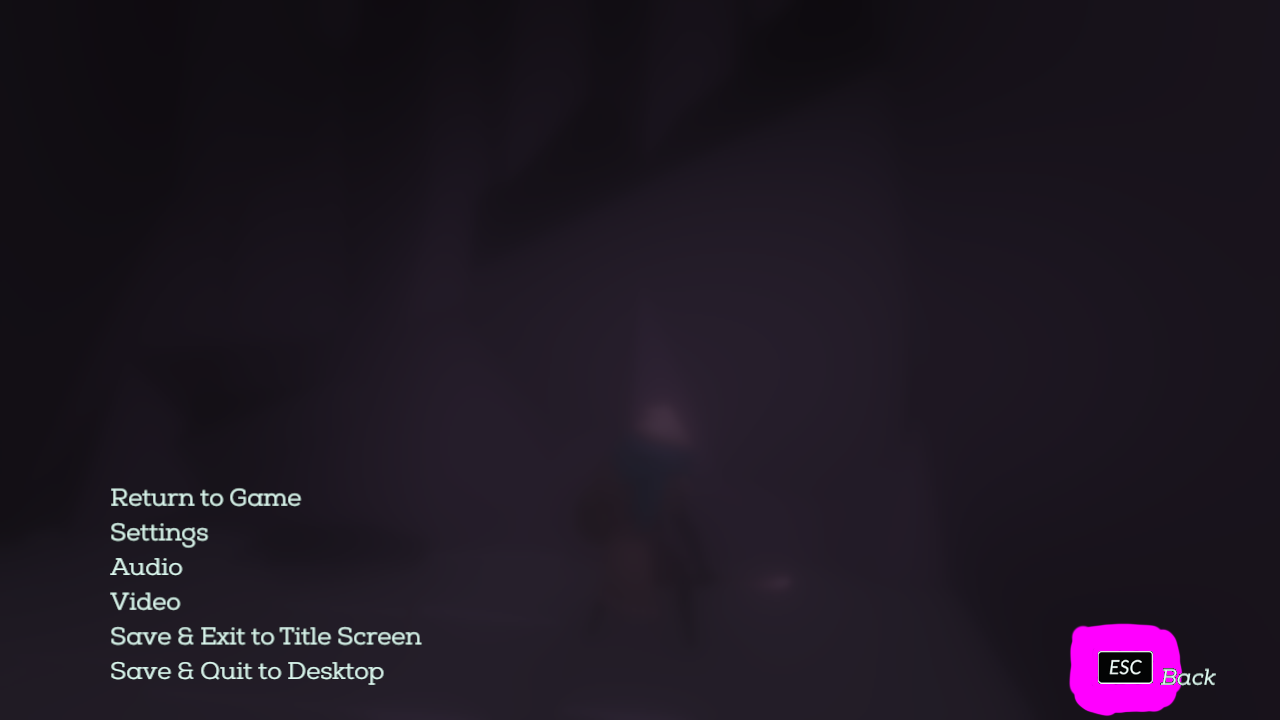 Return to Game
Settings
Audio
Video
Save & Exit to Title Screen
Save & Quit to Desktop
ESC Back